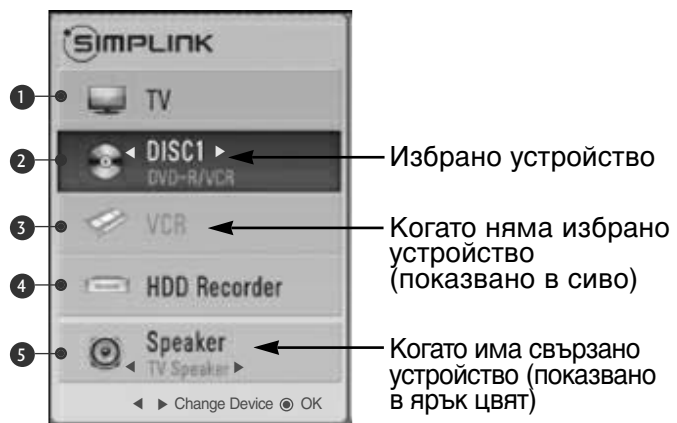 SIMPLINK
1 TV
2 ◄ DISC1 ►
DVD-R/VCR
Избрано устройство
3 VCR
Когато няма избрано
устройство
(показвано в сиво)
4 HDD Recorder
5 Speaker
◄ TV Speaker ►
Когато има свързано
устройство (показвано
в ярък цвят)
◄ ► Change Device ◉ OK